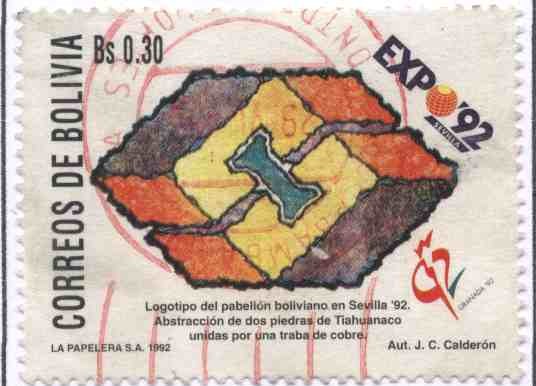 Bs 0.30
CORREOS DE BOLIVIA
EXPO '92
SEVILLA
92
GRANADA '92
Logotipo del pabellón boliviano en Sevilla '92.
Abstracción de dos piedras de Tiahuanaco
unidas por una traba de cobre.
LA PAPELERA S.A. 1992
Aut. J. C. Calderón